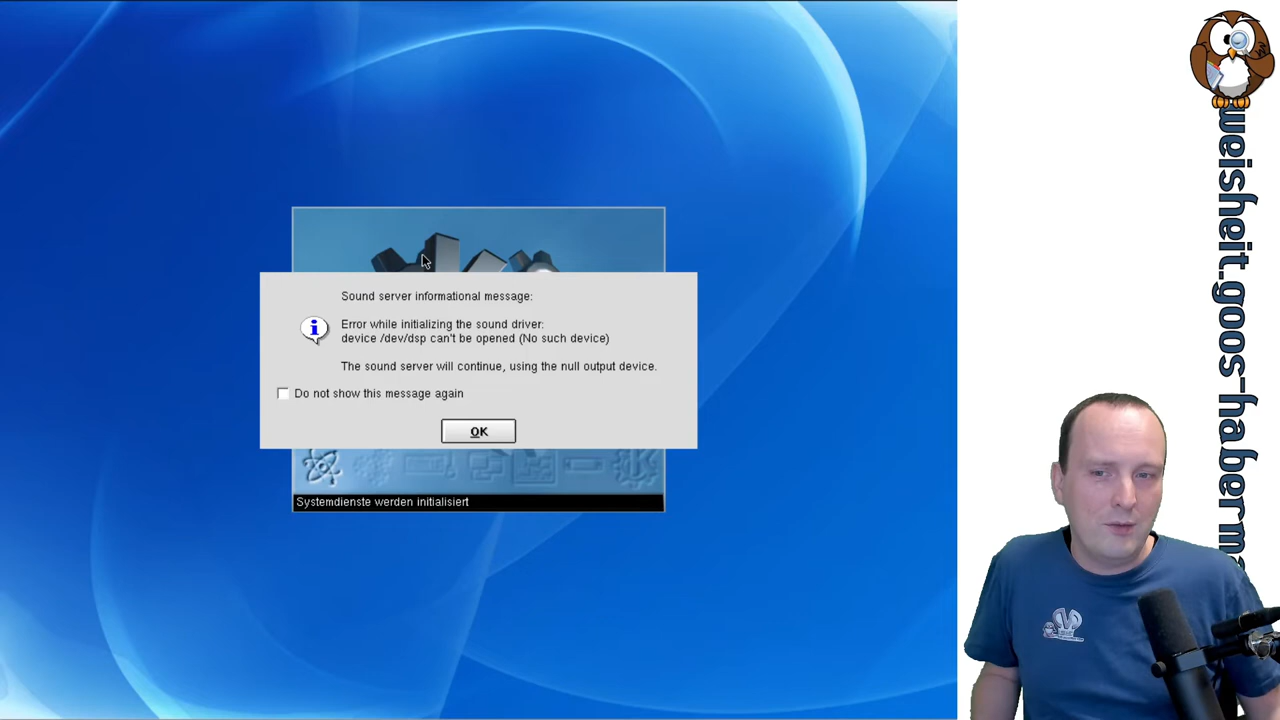 Sound server informational message:
Error while initializing the sound driver:
device /dev/dsp can't be opened (No such device)
The sound server will continue, using the null output device.
Do not show this message again
OK
Systemdienste werden initialisiert
weisheit.goos-haberm